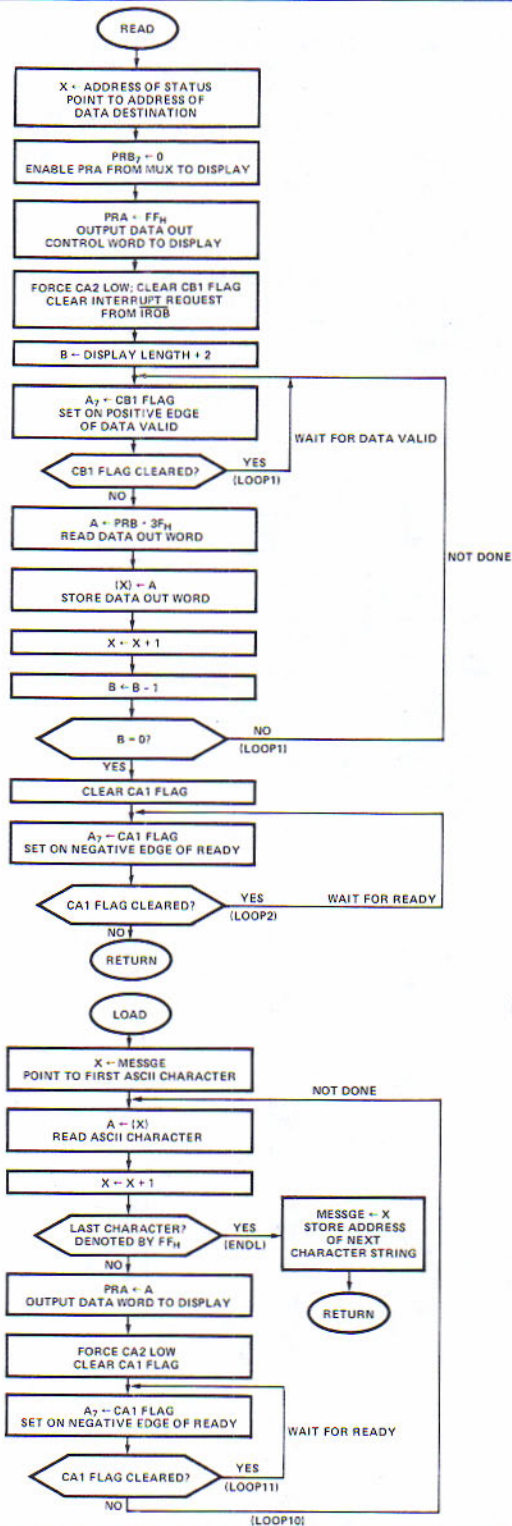 READ
X ← ADDRESS OF STATUS
POINT TO ADDRESS OF
DATA DESTINATION
PRB7 ← 0
ENABLE PRA FROM MUX TO DISPLAY
PRA ← FFH
OUTPUT DATA OUT
CONTROL WORD TO DISPLAY
FORCE CA2 LOW; CLEAR CB1 FLAG
CLEAR INTERRUPT REQUEST
FROM IRQB
B ← DISPLAY LENGTH + 2
A7 ← CB1 FLAG
SET ON POSITIVE EDGE
OF DATA VALID
WAIT FOR DATA VALID
CB1 FLAG CLEARED?
YES
(LOOP1)
NO
A ← PRB • 3FH
READ DATA OUT WORD
NOT DONE
(X) ← A
STORE DATA OUT WORD
X ← X + 1
B ← B - 1
B = 0?
NO
(LOOP1)
YES
CLEAR CA1 FLAG
A7 ← CA1 FLAG
SET ON NEGATIVE EDGE OF READY
CA1 FLAG CLEARED?
YES
(LOOP2)
WAIT FOR READY
NO
RETURN
LOAD
X ← MESSGE
POINT TO FIRST ASCII CHARACTER
NOT DONE
A ← (X)
READ ASCII CHARACTER
X ← X + 1
LAST CHARACTER?
DENOTED BY FFH
YES
(ENDL)
MESSGE ← X
STORE ADDRESS
OF NEXT
CHARACTER STRING
RETURN
NO
PRA ← A
OUTPUT DATA WORD TO DISPLAY
FORCE CA2 LOW
CLEAR CA1 FLAG
A7 ← CA1 FLAG
SET ON NEGATIVE EDGE OF READY
WAIT FOR READY
CA1 FLAG CLEARED?
YES
(LOOP11)
NO
(LOOP10)